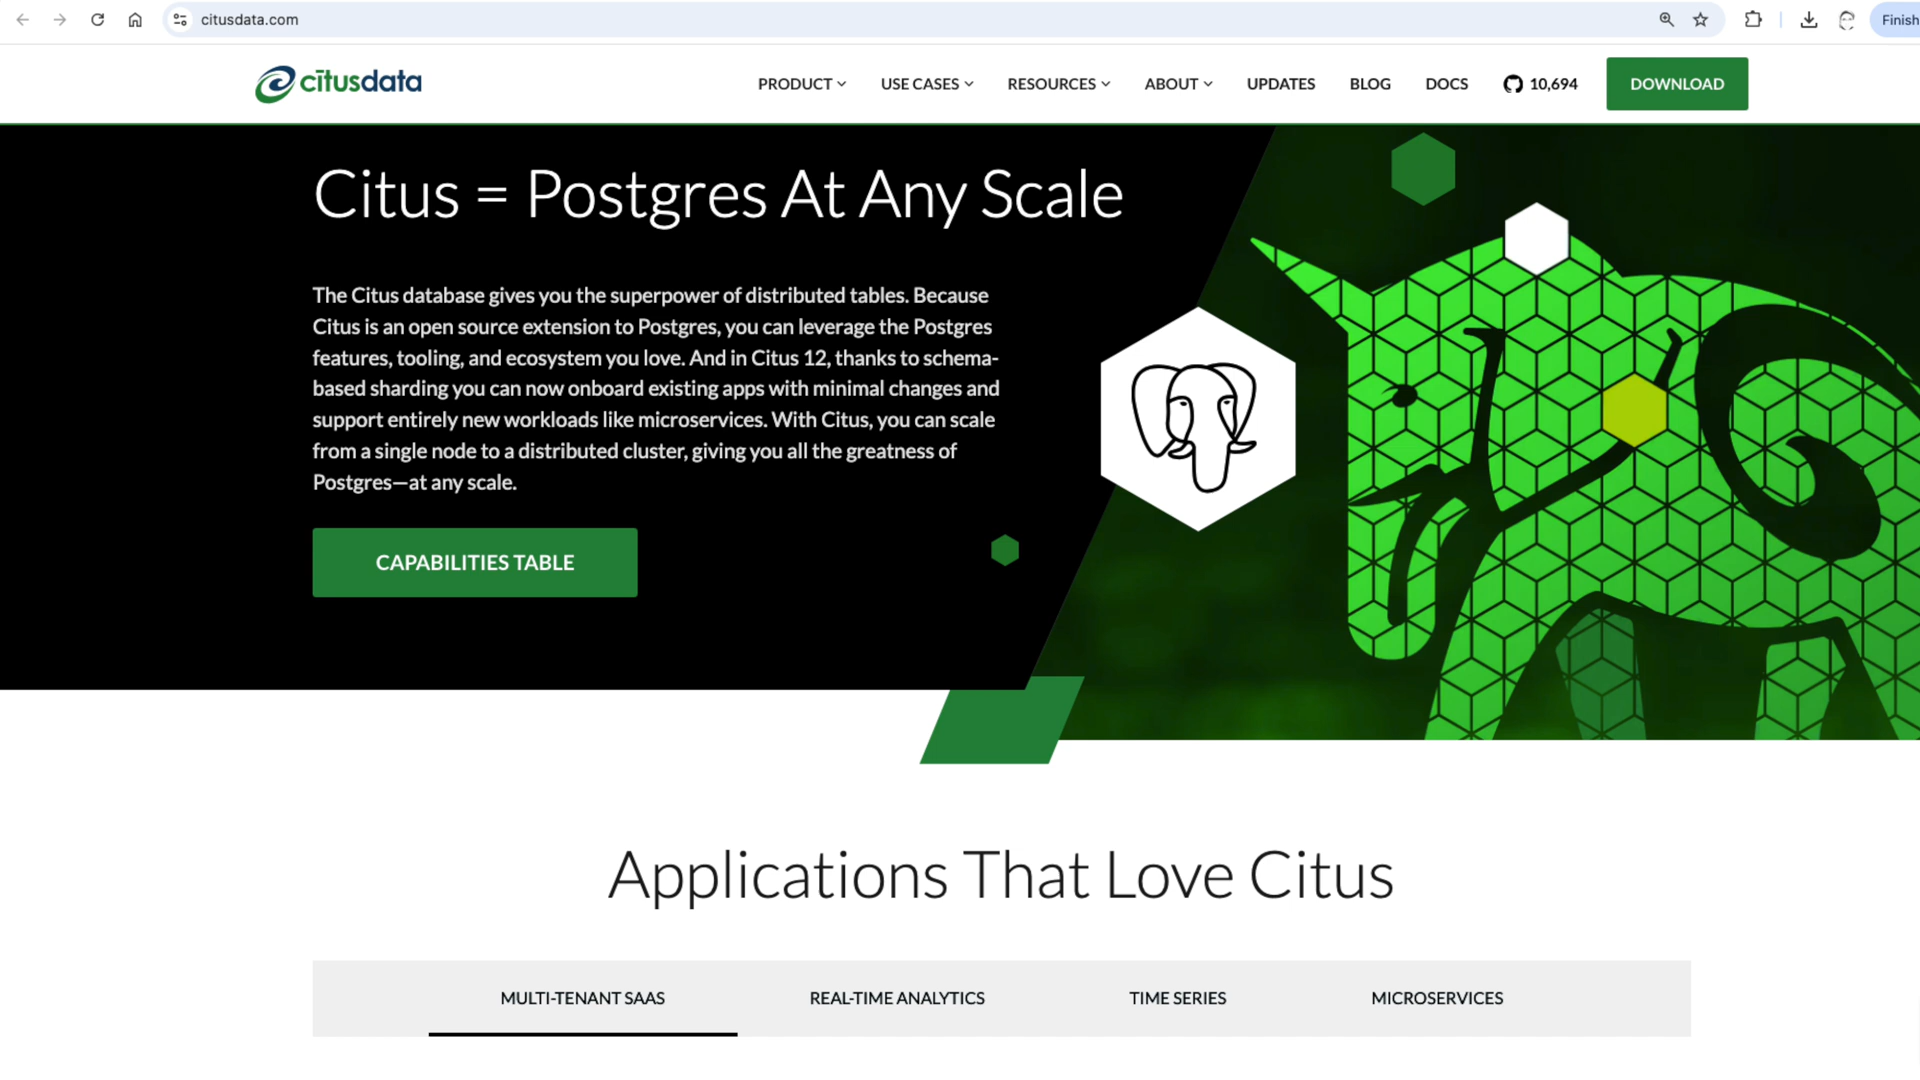 citusdata.com
Finish
cītusdata
PRODUCT USE CASES RESOURCES ABOUT UPDATES BLOG DOCS 10,694 DOWNLOAD
Citus = Postgres At Any Scale
The Citus database gives you the superpower of distributed tables. Because
Citus is an open source extension to Postgres, you can leverage the Postgres
features, tooling, and ecosystem you love. And in Citus 12, thanks to schema-
based sharding you can now onboard existing apps with minimal changes and
support entirely new workloads like microservices. With Citus, you can scale
from a single node to a distributed cluster, giving you all the greatness of
Postgres—at any scale.
CAPABILITIES TABLE
Applications That Love Citus
MULTI-TENANT SAAS REAL-TIME ANALYTICS TIME SERIES MICROSERVICES